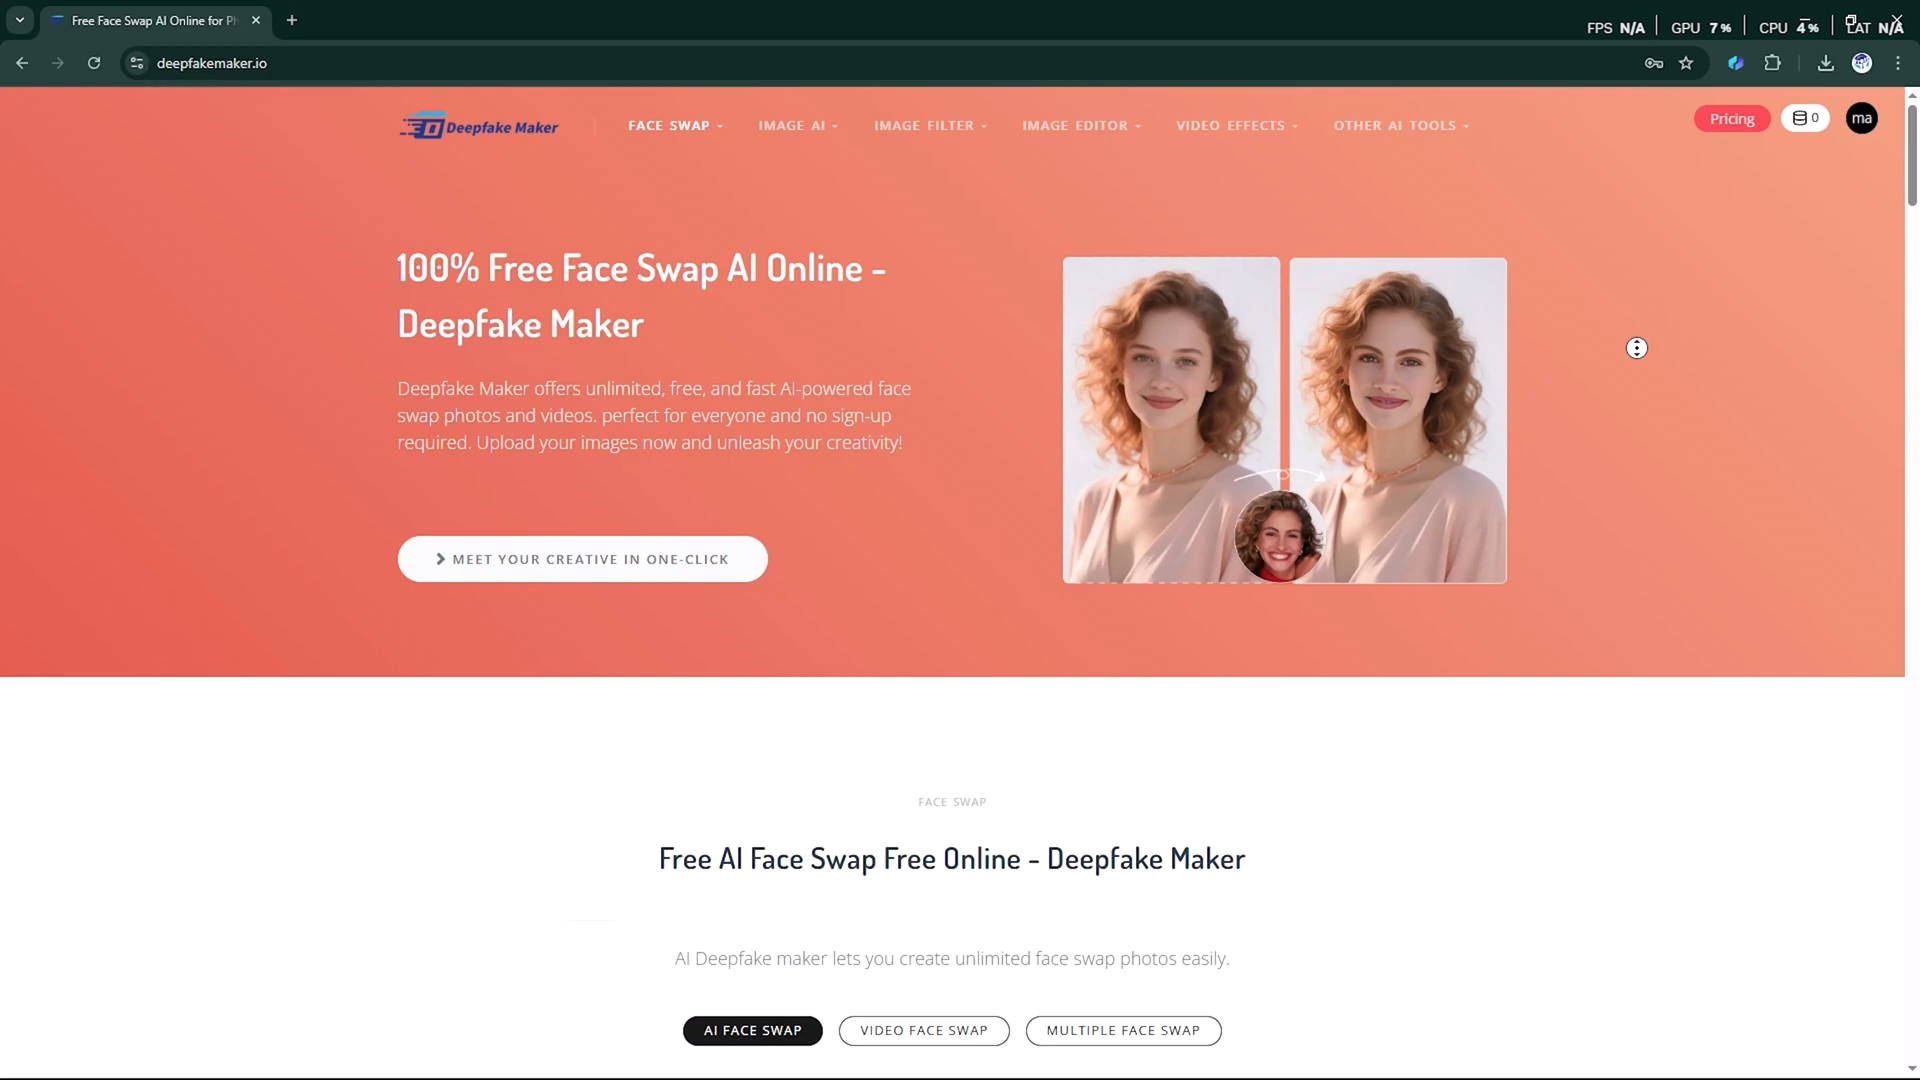 Free Face Swap AI Online for Ph
FPS N/A GPU 7% CPU 4% LAT N/A
deepfakemaker.io
Deepfake Maker
FACE SWAP
IMAGE AI
IMAGE FILTER
IMAGE EDITOR
VIDEO EFFECTS
OTHER AI TOOLS
Pricing
0
ma
100% Free Face Swap AI Online -
Deepfake Maker
Deepfake Maker offers unlimited, free, and fast AI-powered face
swap photos and videos. perfect for everyone and no sign-up
required. Upload your images now and unleash your creativity!
MEET YOUR CREATIVE IN ONE-CLICK
FACE SWAP
Free AI Face Swap Free Online - Deepfake Maker
AI Deepfake maker lets you create unlimited face swap photos easily.
AI FACE SWAP
VIDEO FACE SWAP
MULTIPLE FACE SWAP